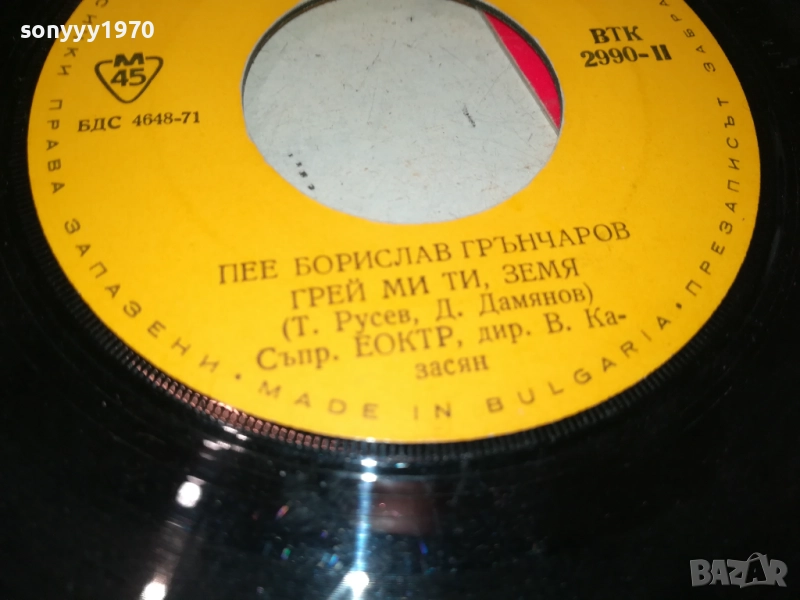 sonyyy1970
М
45
БДС 4648-71
ВТК
2990-II
ПЕЕ БОРИСЛАВ ГРЪНЧАРОВ
ГРЕЙ МИ ТИ, ЗЕМЯ
(Т. Русев, Д. Дамянов)
Съпр. ЕОКТР, дир. В. Ка-
засян
ПРАВА ЗАПАЗЕНИ • MADE IN BULGARIA • ПРЕЗАПИСЪТ
BAZAR